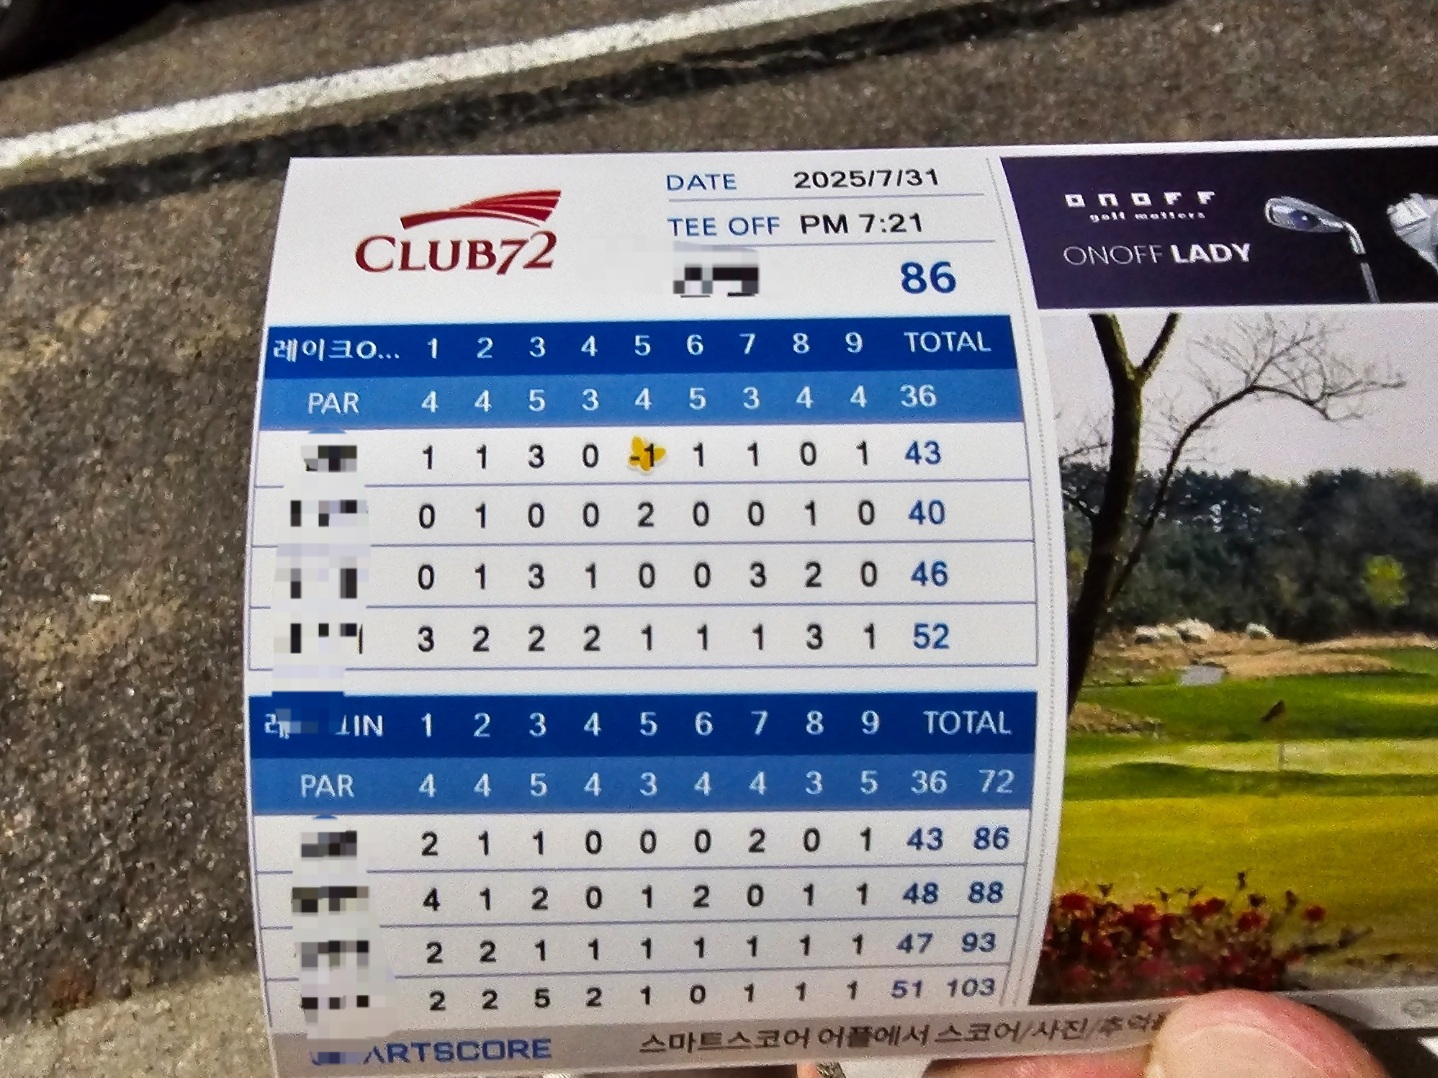 CLUB72
DATE 2025/7/31
TEE OFF PM 7:21
86
레이크O... 1 2 3 4 5 6 7 8 9 TOTAL
PAR 4 4 5 3 4 5 3 4 4 36
1 1 3 0 -1 1 1 0 1 43
0 1 0 0 2 0 0 1 0 40
0 1 3 1 0 0 3 2 0 46
3 2 2 2 1 1 1 3 1 52
IN 1 2 3 4 5 6 7 8 9 TOTAL
PAR 4 4 5 4 3 4 4 3 5 36 72
2 1 1 0 0 0 2 0 1 43 86
4 1 2 0 1 2 0 1 1 48 88
2 2 1 1 1 1 1 1 1 47 93
2 2 5 2 1 0 1 1 1 51 103
ARTSCORE 스마트스코어 어플에서 스코어/사진/추억을
ONOFF
golf matters
ONOFF LADY